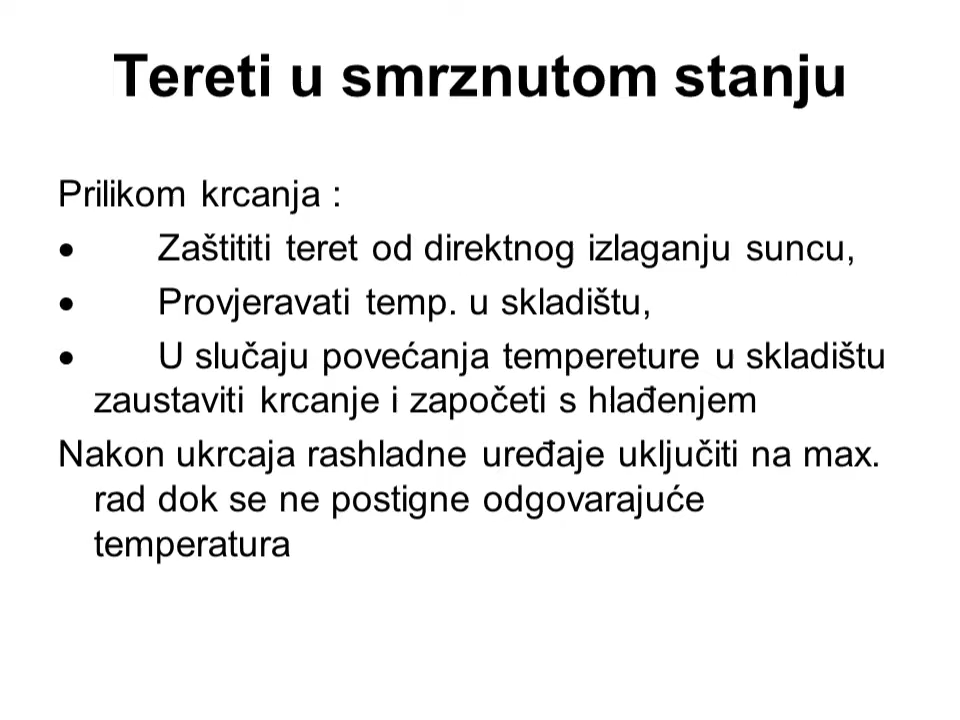 Tereti u smrznutom stanju
Prilikom krcanja :
• Zaštititi teret od direktnog izlaganju suncu,
• Provjeravati temp. u skladištu,
• U slučaju povećanja tempereture u skladištu
zaustaviti krcanje i započeti s hlađenjem
Nakon ukrcaja rashladne uređaje uključiti na max.
rad dok se ne postigne odgovarajuće
temperatura